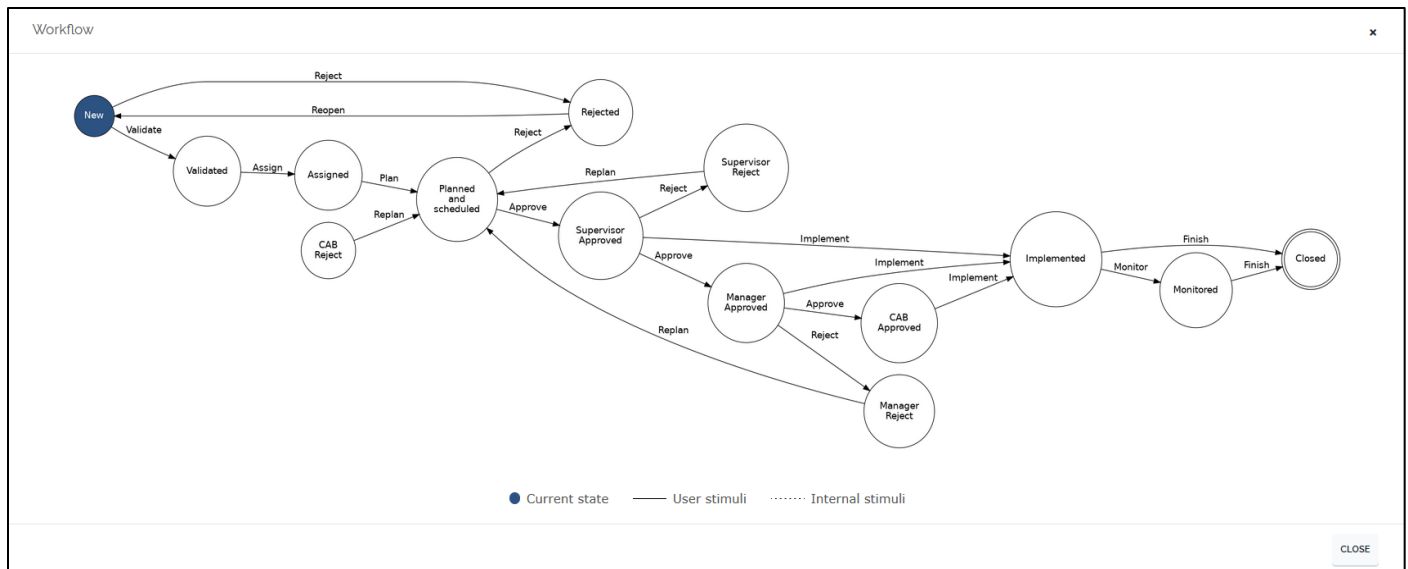 Workflow
×
Reject
Reopen
New
Rejected
Validate
Reject
Validated
Assign
Assigned
Plan
Planned
and
scheduled
Replan
CAB
Reject
Approve
Replan
Supervisor
Reject
Reject
Supervisor
Approved
Implement
Approve
Implement
Manager
Approved
Approve
CAB
Approved
Implement
Reject
Replan
Manager
Reject
Implemented
Finish
Monitor
Monitored
Finish
Closed
Current state
User stimuli
Internal stimuli
CLOSE